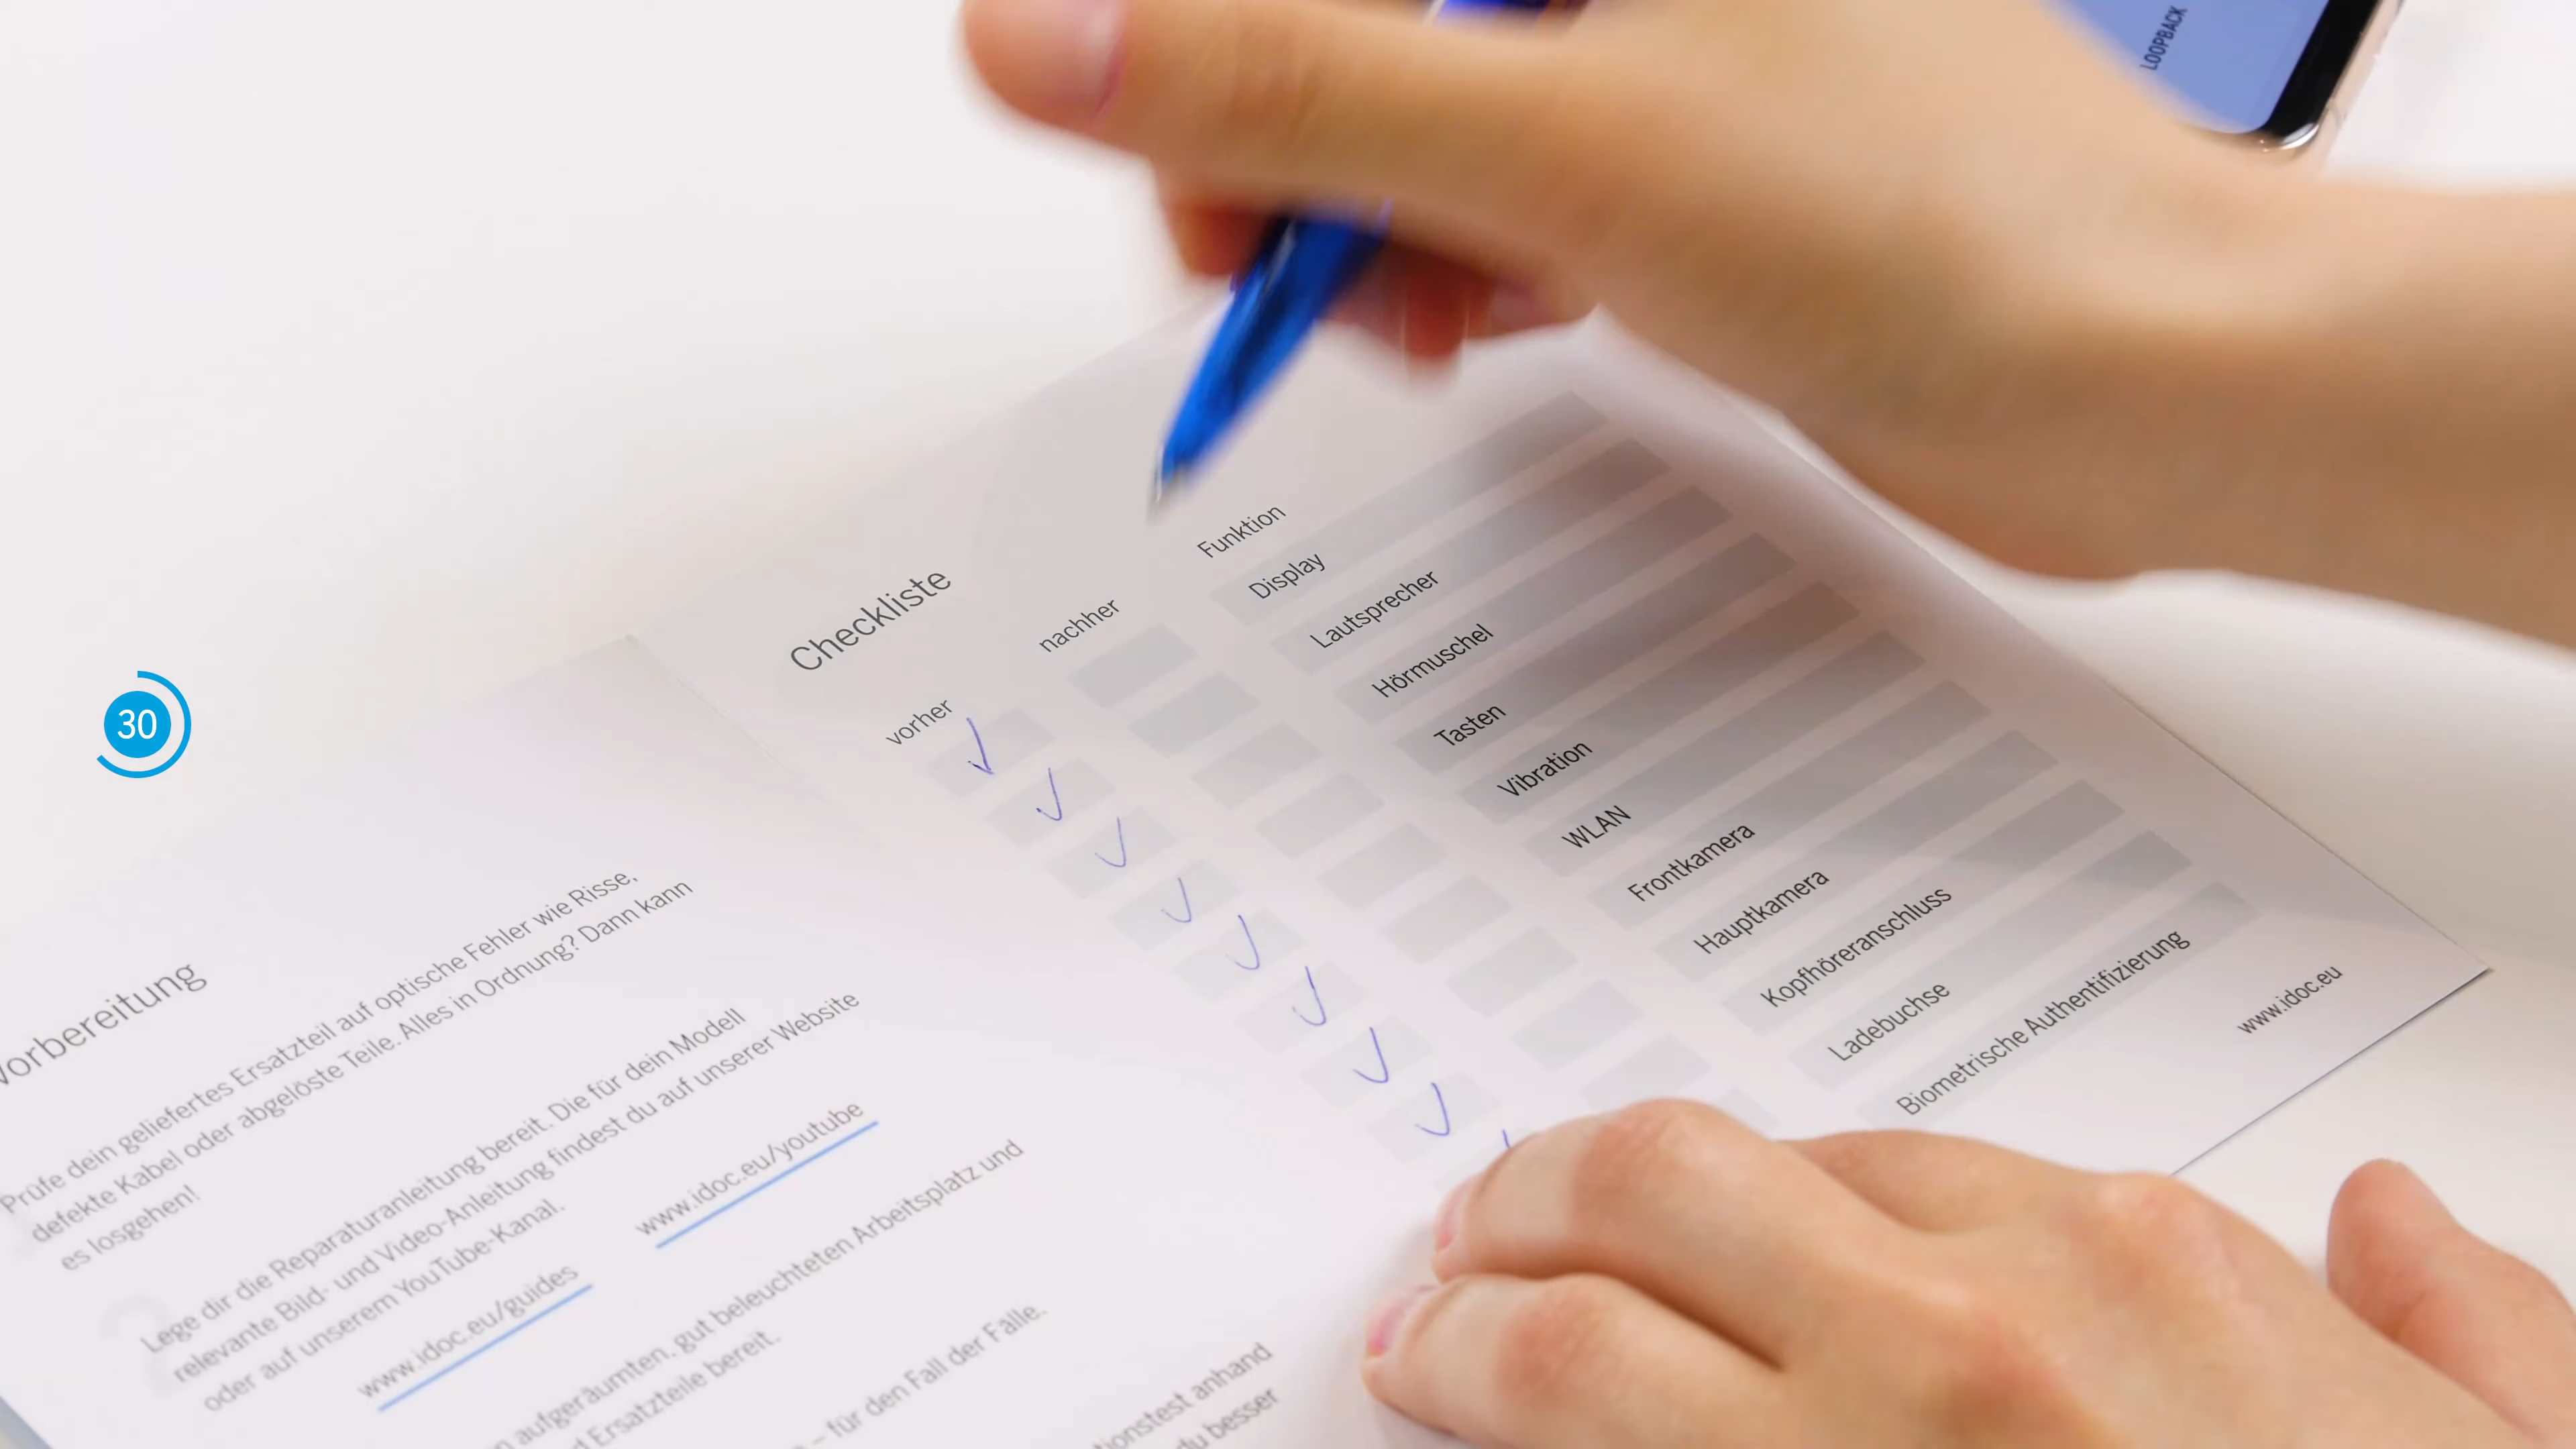 LOOPBACK
30
Checkliste
vorher
nachher
Funktion
Display
Lautsprecher
Hörmuschel
Tasten
Vibration
WLAN
Frontkamera
Hauptkamera
Kopfhöreranschluss
Ladebuchse
Biometrische Authentifizierung
www.idoc.eu
Vorbereitung
Prüfe dein geliefertes Ersatzteil auf optische Fehler wie Risse,
defekte Kabel oder abgelöste Teile. Alles in Ordnung? Dann kann
es losgehen!
2
Lege dir die Reparaturanleitung bereit. Die für dein Modell
relevante Bild- und Video-Anleitung findest du auf unserer Website
oder auf unserem YouTube-Kanal.
www.idoc.eu/guides
www.idoc.eu/youtube
aufgeräumten, gut beleuchteten Arbeitsplatz und
Ersatzteile bereit.
– für den Fall der Fälle.
anhand
du besser